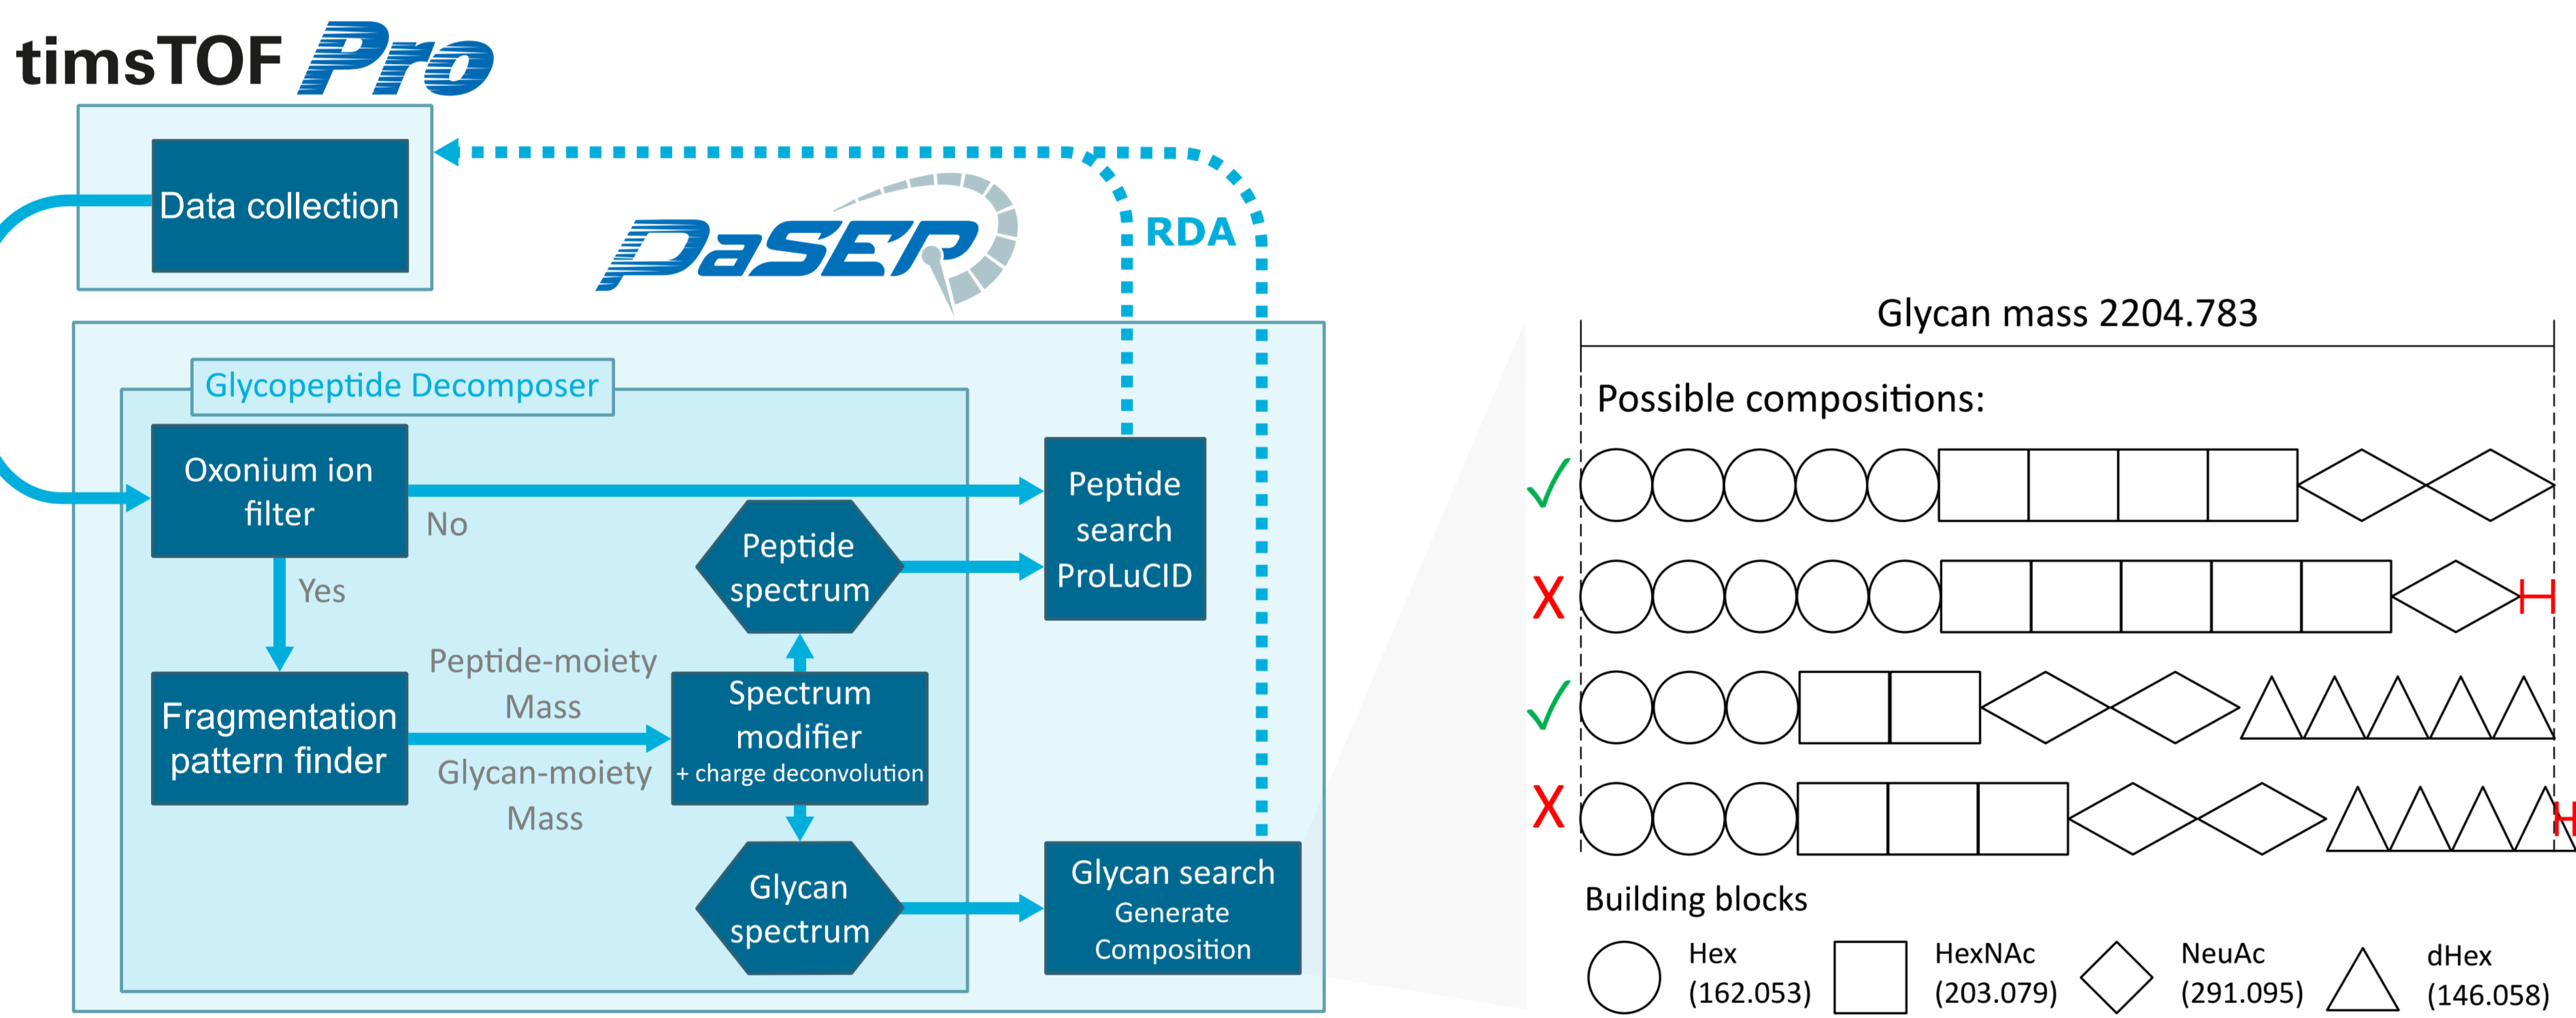 timsTOF Pro
Data collection
PaSER
RDA
Glycopeptide Decomposer
Oxonium ion
filter
No
Yes
Peptide
spectrum
Peptide
search
ProLuCID
Fragmentation
pattern finder
Peptide-moiety
Mass
Glycan-moiety
Mass
Spectrum
modifier
+ charge deconvolution
Glycan
spectrum
Glycan search
Generate
Composition
Glycan mass 2204.783
Possible compositions:
✓
X
✓
X
Building blocks
Hex
(162.053)
HexNAc
(203.079)
NeuAc
(291.095)
dHex
(146.058)